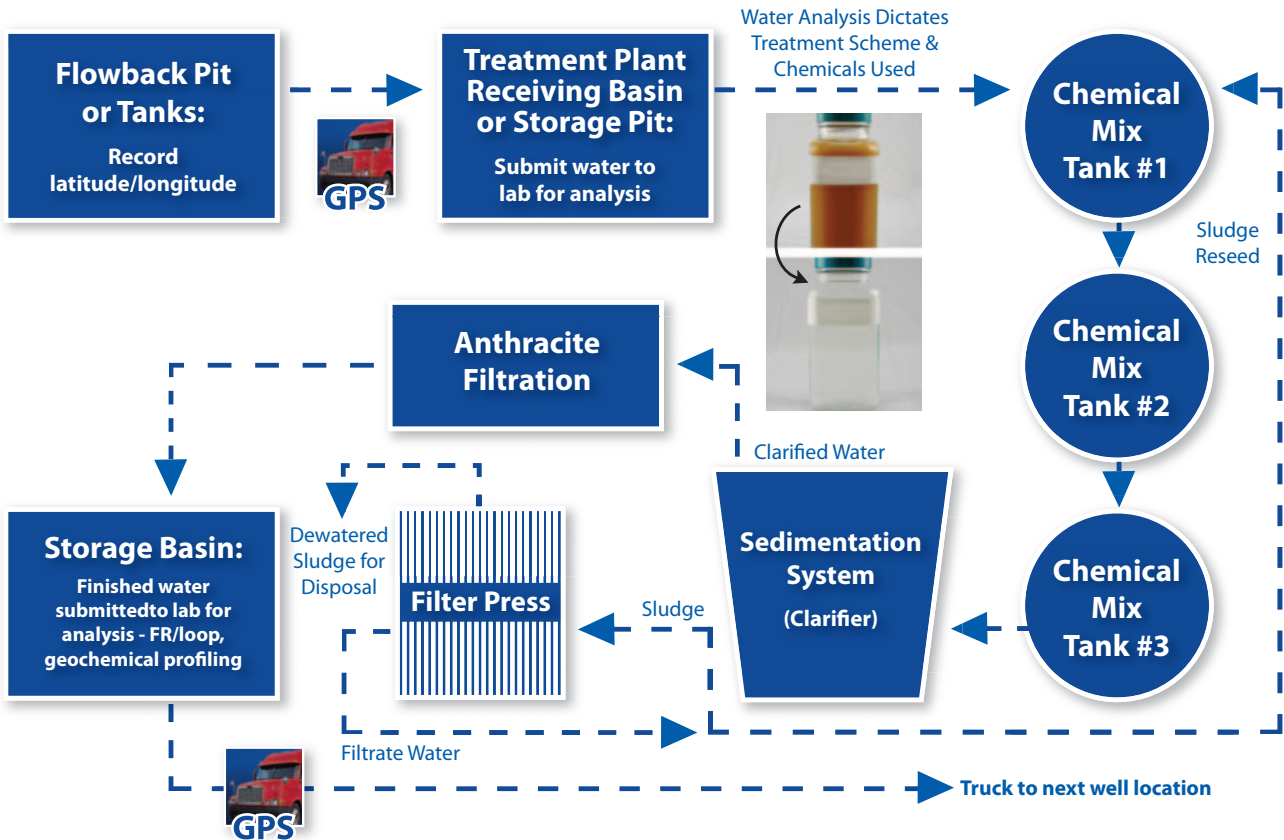 Flowback Pit
or Tanks:
Record
latitude/longitude
GPS
Treatment Plant
Receiving Basin
or Storage Pit:
Submit water to
lab for analysis
Water Analysis Dictates
Treatment Scheme &
Chemicals Used
Chemical
Mix
Tank #1
Sludge
Reseed
Chemical
Mix
Tank #2
Chemical
Mix
Tank #3
Anthracite
Filtration
Clarified Water
Sedimentation
System
(Clarifier)
Sludge
Filter Press
Dewatered
Sludge for
Disposal
Filtrate Water
Storage Basin:
Finished water
submittedto lab for
analysis - FR/loop,
geochemical profiling
GPS
Truck to next well location